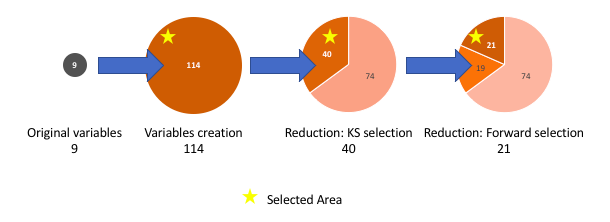 9
114
40
74
21
19
74
Original variables
9
Variables creation
114
Reduction: KS selection
40
Reduction: Forward selection
21
Selected Area